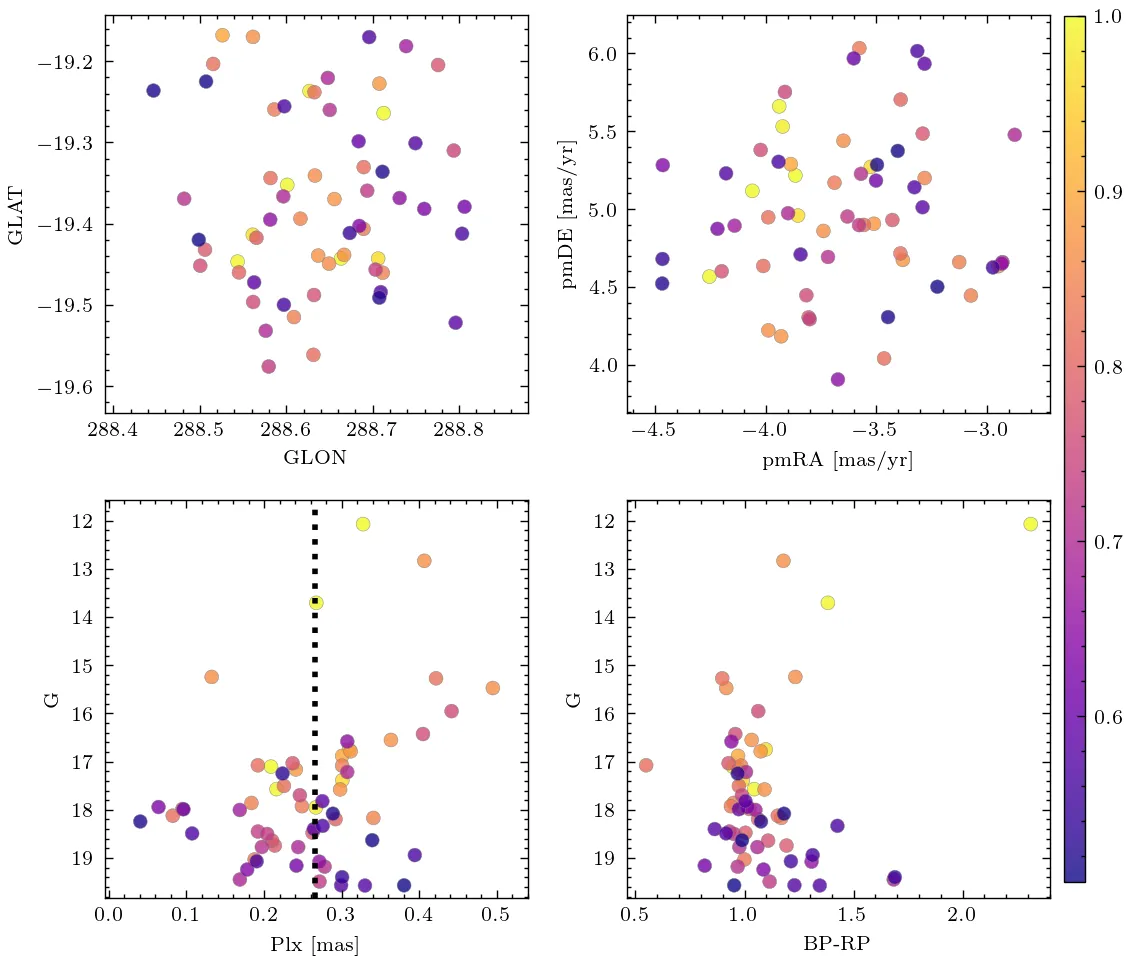 −19.2
−19.3
−19.4
−19.5
−19.6
GLAT
288.4 288.5 288.6 288.7 288.8
GLON
6.0
5.5
5.0
4.5
4.0
pmDE [mas/yr]
−4.5 −4.0 −3.5 −3.0
pmRA [mas/yr]
1.0
0.9
0.8
0.7
0.6
12
13
14
15
16
17
18
19
G
0.0 0.1 0.2 0.3 0.4 0.5
Plx [mas]
12
13
14
15
16
17
18
19
G
0.5 1.0 1.5 2.0
BP-RP